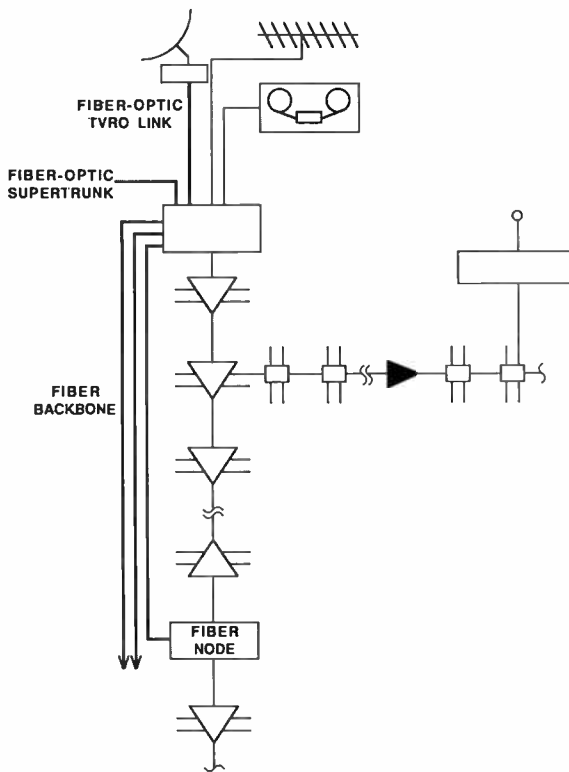 FIBER-OPTIC
TVRO LINK
FIBER-OPTIC
SUPERTRUNK
FIBER
BACKBONE
FIBER
NODE